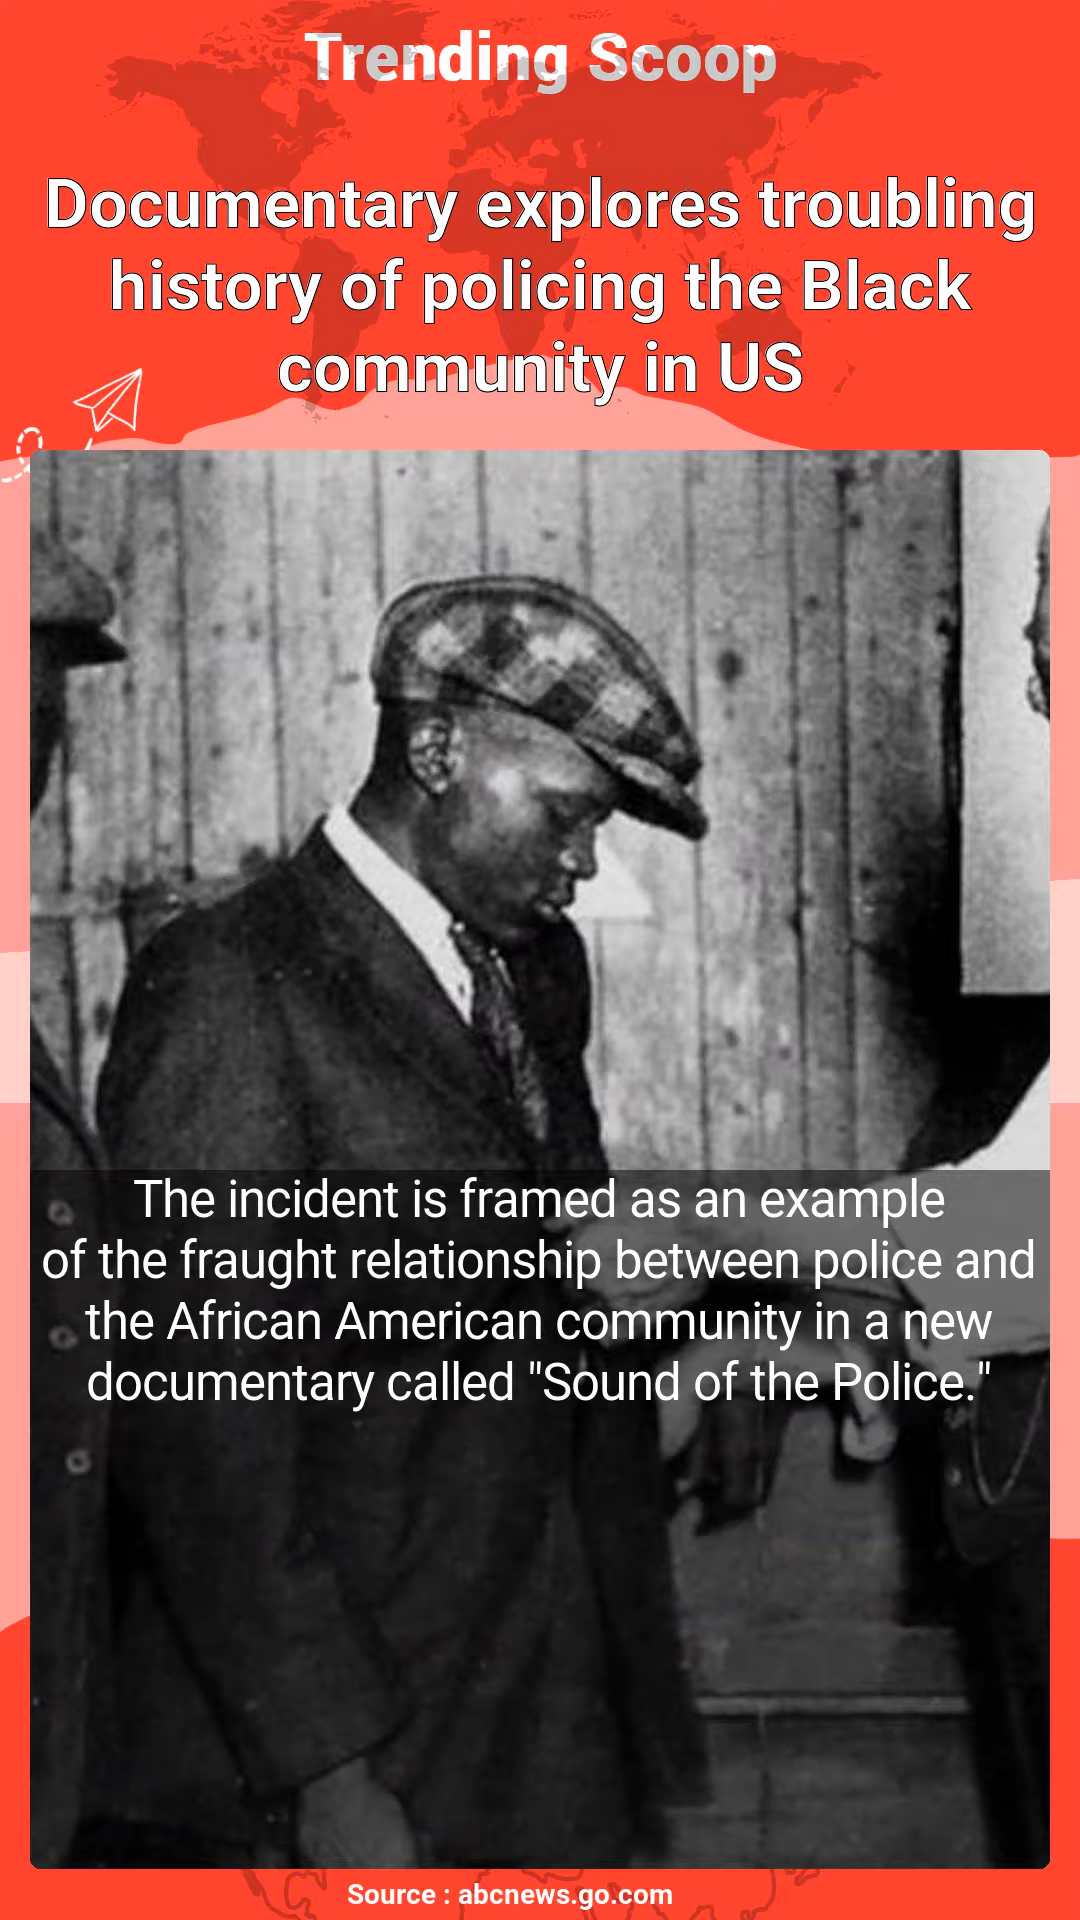 Trending Scoop
Documentary explores troubling
history of policing the Black
community in US
The incident is framed as an example
of the fraught relationship between police and
the African American community in a new
documentary called "Sound of the Police."
Source : abcnews.go.com